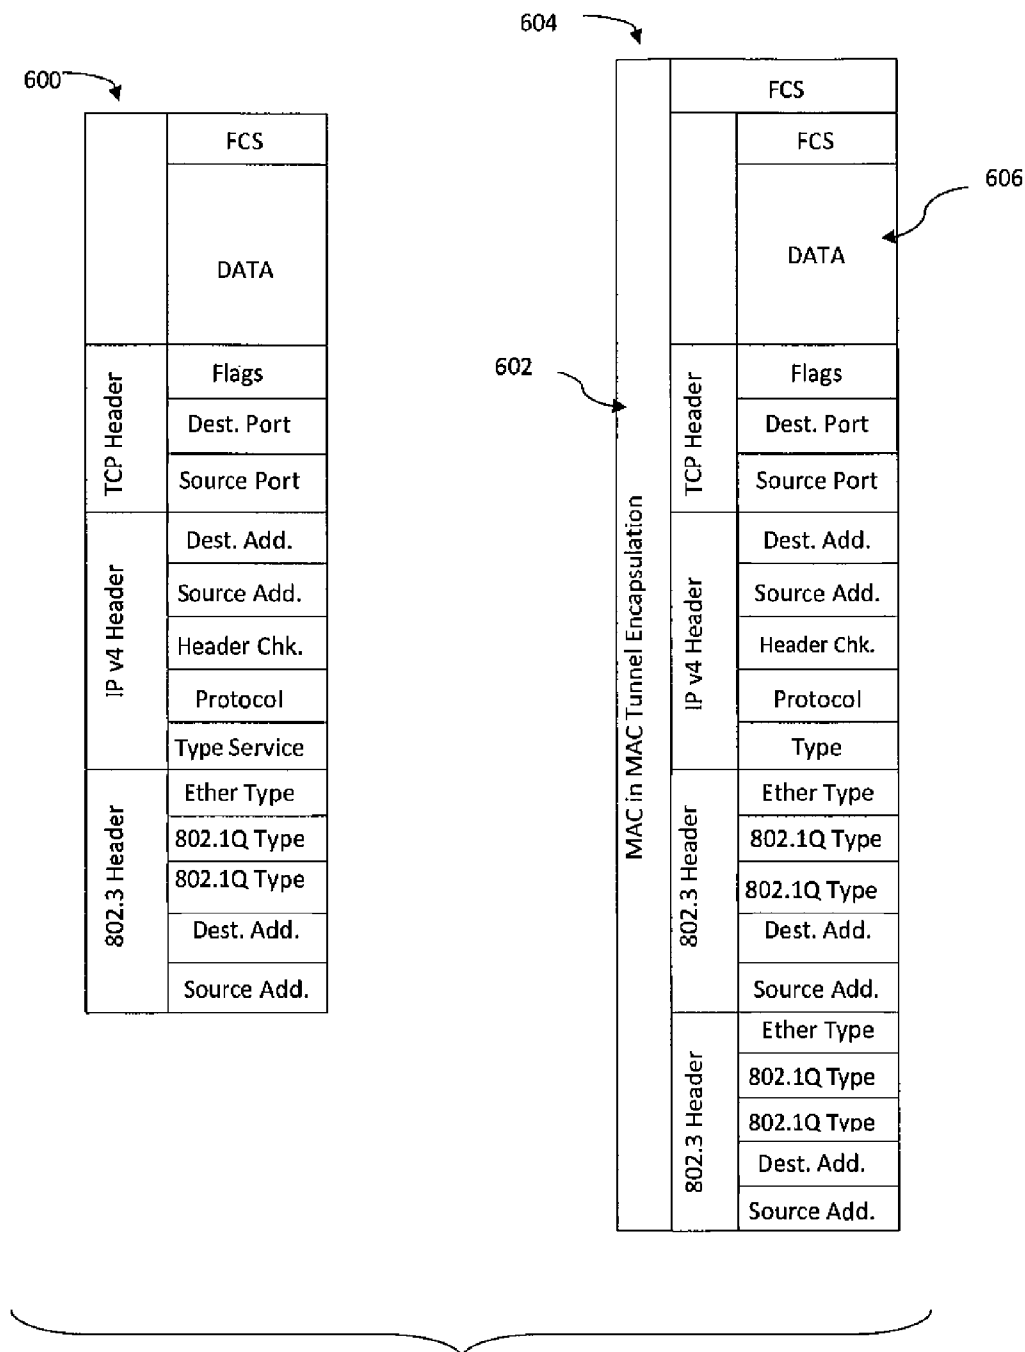 600
FCS
DATA
TCP Header
Flags
Dest. Port
Source Port
IP v4 Header
Dest. Add.
Source Add.
Header Chk.
Protocol
Type Service
802.3 Header
Ether Type
802.1Q Type
802.1Q Type
Dest. Add.
Source Add.
604
602
MAC in MAC Tunnel Encapsulation
FCS
FCS
606
DATA
TCP Header
Flags
Dest. Port
Source Port
IP v4 Header
Dest. Add.
Source Add.
Header Chk.
Protocol
Type
802.3 Header
Ether Type
802.1Q Type
802.1Q Type
Dest. Add.
Source Add.
802.3 Header
Ether Type
802.1Q Type
802.1Q Type
Dest. Add.
Source Add.